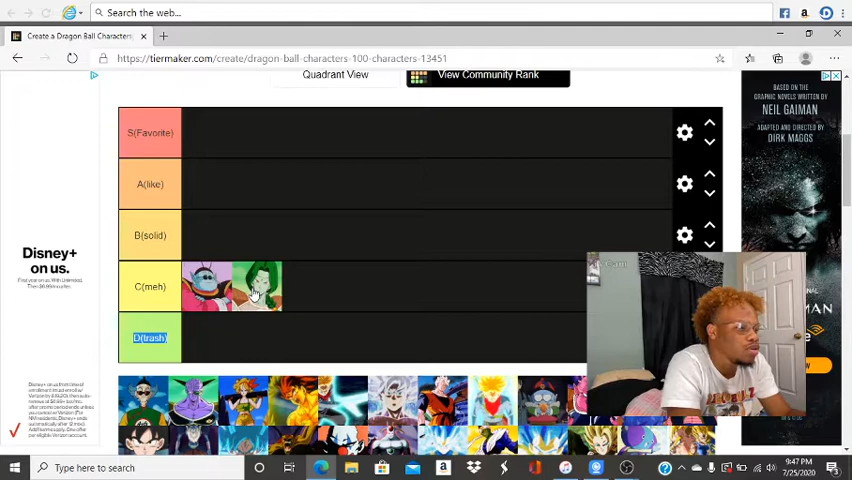 Search the web...
Create a Dragon Ball Characters
https://tiermaker.com/create/dragon-ball-characters-100-characters-13451
Quadrant View
View Community Rank
S(Favorite)
A(like)
B(solid)
C(meh)
D(trash)
Disney+
on us.
BASED ON THE
GRAPHIC NOVELS WRITTEN BY
NEIL GAIMAN
ADAPTED AND DIRECTED BY
DIRK MAGGS
Type here to search
9:47 PM
7/25/2020